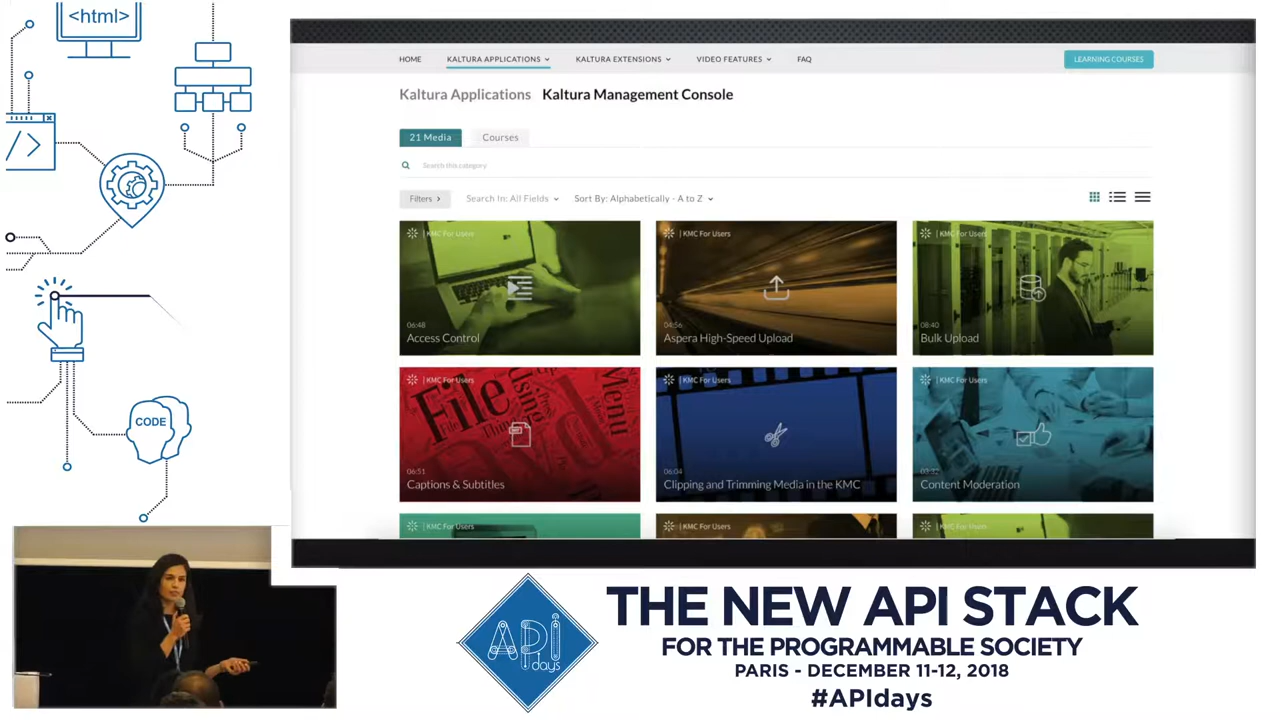 <html>
</>
CODE
HOME KALTURA APPLICATIONS KALTURA EXTENSIONS VIDEO FEATURES FAQ LEARNING COURSES
Kaltura Applications Kaltura Management Console
21 Media Courses
Search this category
Filters > Search In: All Fields Sort By: Alphabetically - A to Z
| KMC For Users
06:48
Access Control
| KMC For Users
04:56
Aspera High-Speed Upload
| KMC For Users
08:40
Bulk Upload
| KMC For Users
File
Using
Menu
06:51
Captions & Subtitles
| KMC For Users
06:04
Clipping and Trimming Media in the KMC
| KMC For Users
03:32
Content Moderation
| KMC For Users
| KMC For Users
| KMC For Users
API
days
THE NEW API STACK
FOR THE PROGRAMMABLE SOCIETY
PARIS - DECEMBER 11-12, 2018
#APIdays